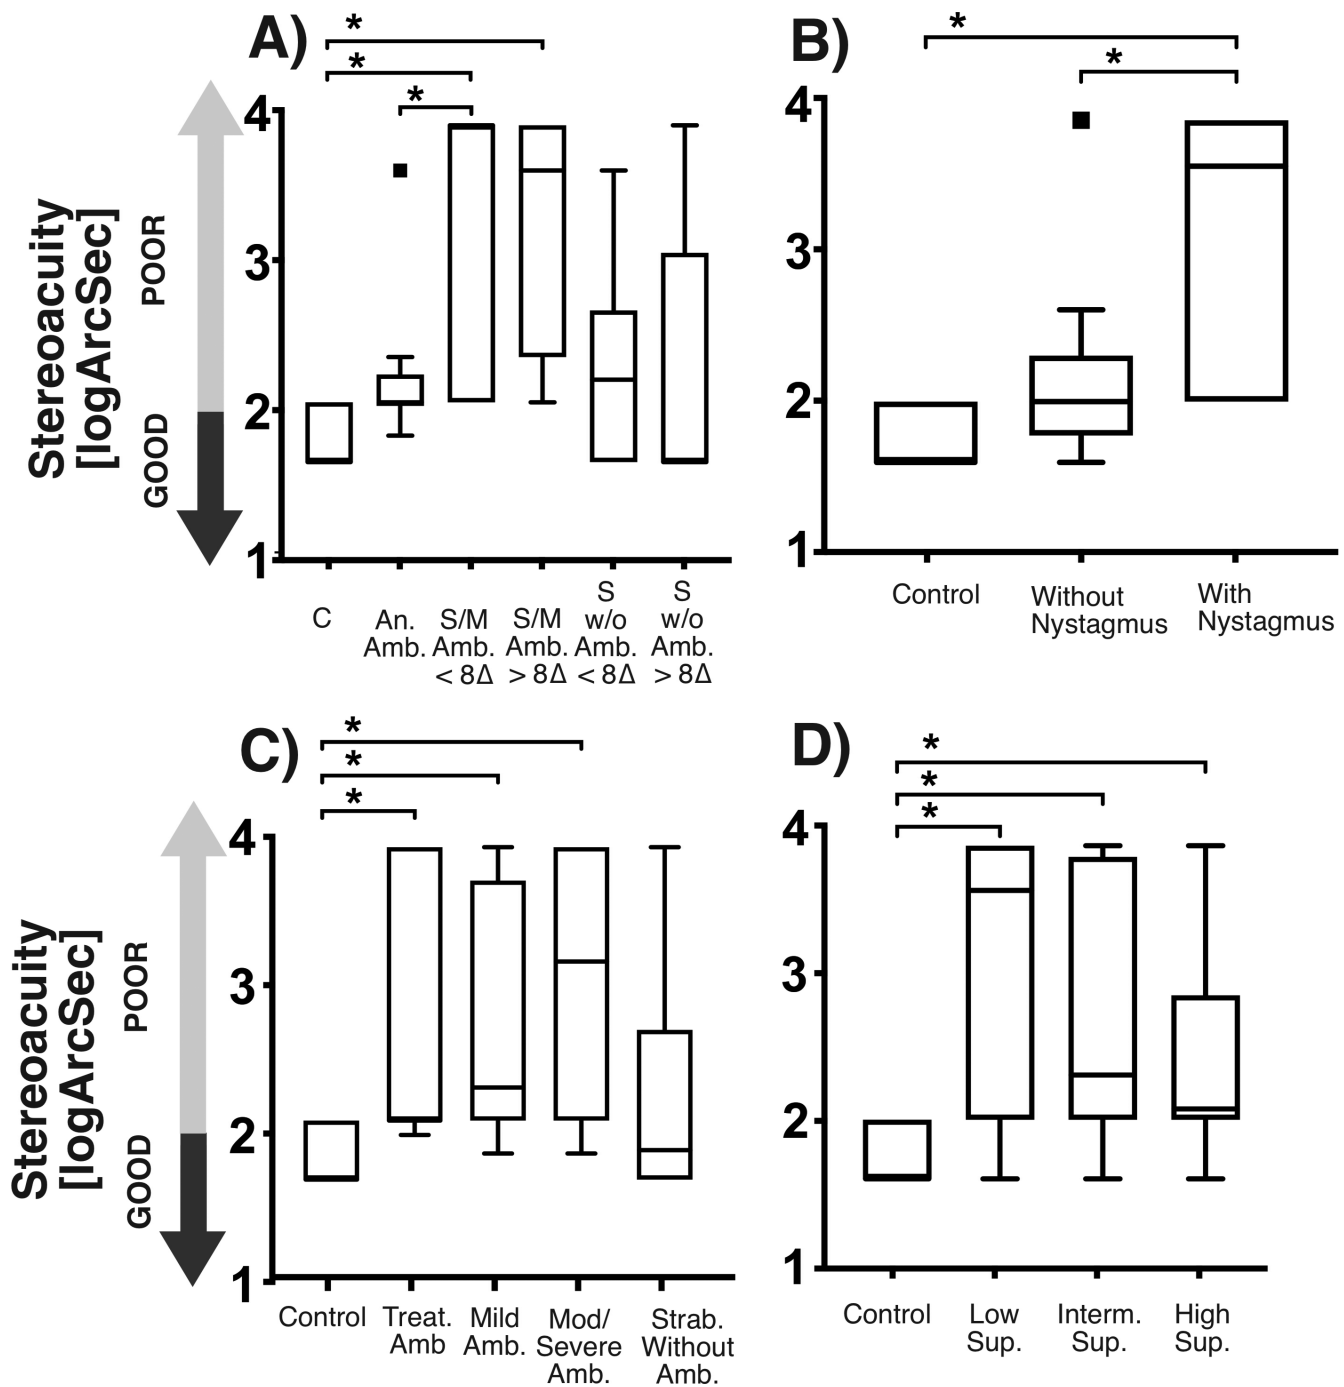 A)
*
*
*
4
3
2
1
Stereoacuity
[logArcSec]
POOR
GOOD
C
An.
Amb.
S/M
Amb.
< 8Δ
S/M
Amb.
> 8Δ
S
w/o
Amb.
< 8Δ
S
w/o
Amb.
> 8Δ
B)
*
*
4
3
2
1
Control
Without
Nystagmus
With
Nystagmus
C)
*
*
*
4
3
2
1
Stereoacuity
[logArcSec]
POOR
GOOD
Control
Treat.
Amb
Mild
Amb.
Mod/
Severe
Amb.
Strab.
Without
Amb.
D)
*
*
*
4
3
2
1
Control
Low
Sup.
Interm.
Sup.
High
Sup.